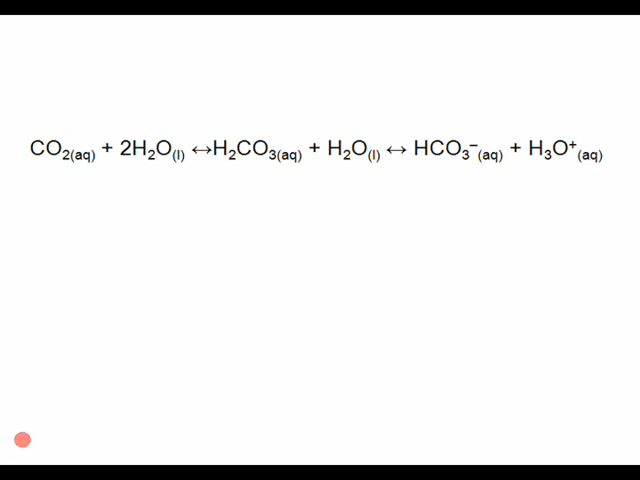 CO₂(aq) + 2H₂O(l) ↔H₂CO₃(aq) + H₂O(l) ↔ HCO₃⁻(aq) + H₃O⁺(aq)